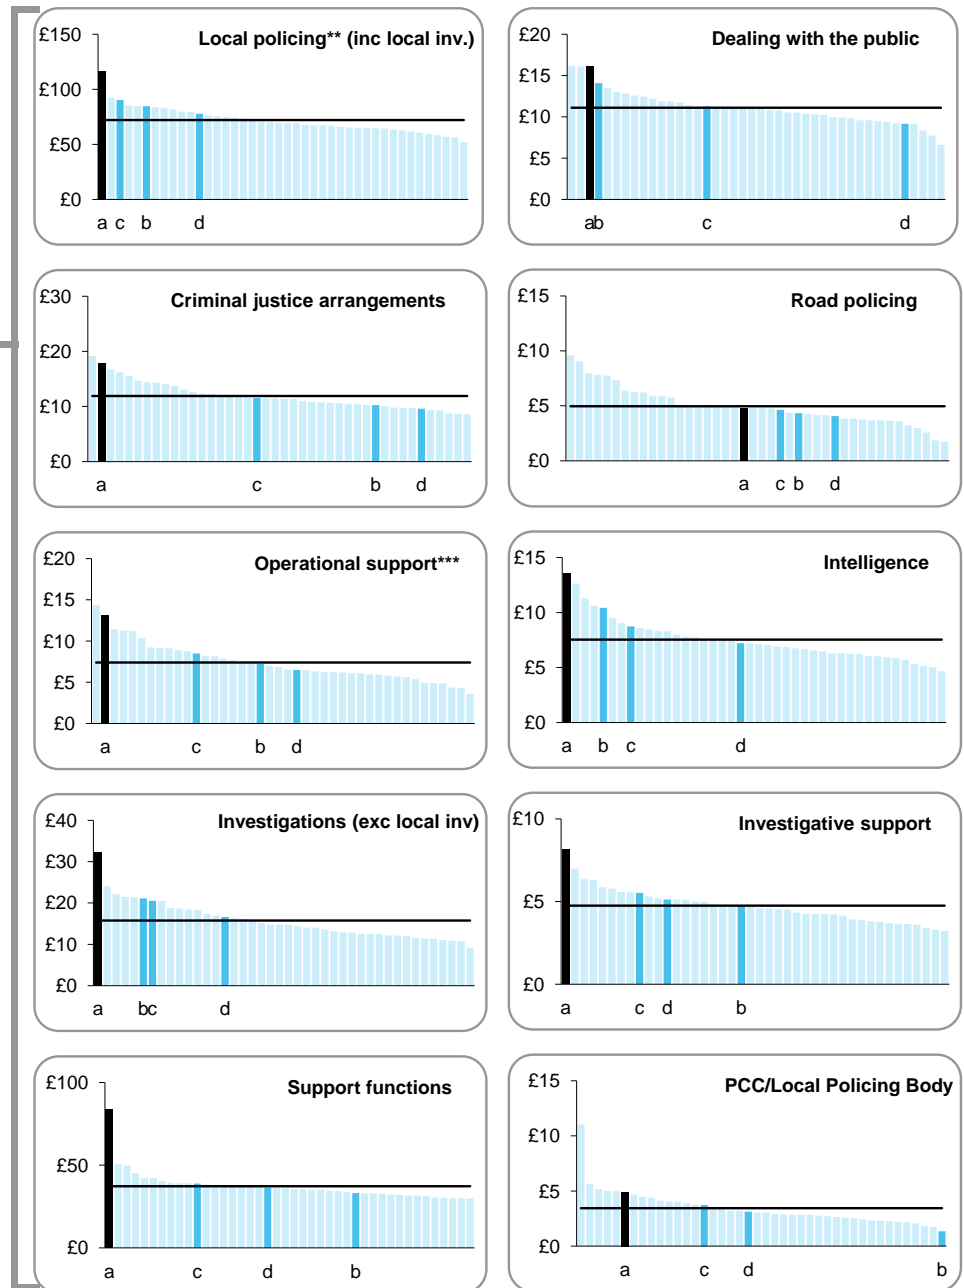 Local policing** (inc local inv.)
£150
£100
£50
£0
a c b d
Dealing with the public
£20
£15
£10
£5
£0
ab c d
Criminal justice arrangements
£30
£20
£10
£0
a c b d
Road policing
£15
£10
£5
£0
a c b d
Operational support***
£20
£15
£10
£5
£0
a c b d
Intelligence
£15
£10
£5
£0
a b c d
Investigations (exc local inv)
£40
£30
£20
£10
£0
a bc d
Investigative support
£10
£5
£0
a c d b
Support functions
£100
£50
£0
a c d b
PCC/Local Policing Body
£15
£10
£5
£0
a c d b